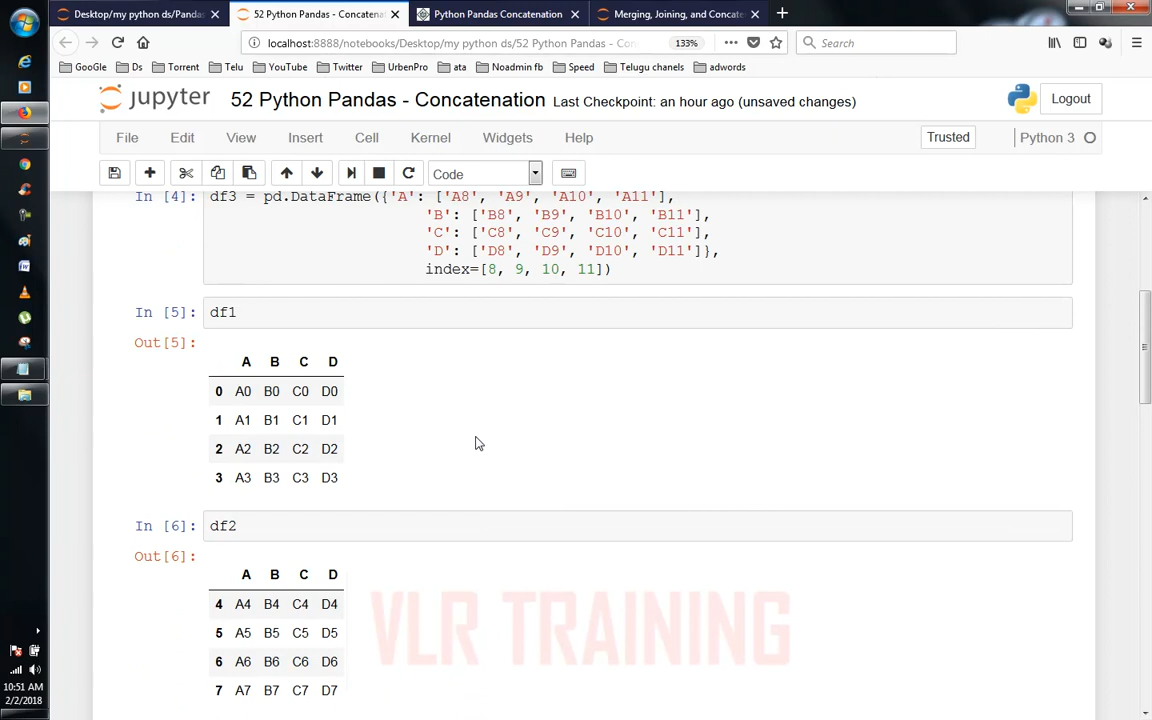 Desktop/my python ds/Pandas
52 Python Pandas - Concatenat
Python Pandas Concatenation
Merging, Joining, and Concate
localhost:8888/notebooks/Desktop/my python ds/52 Python Pandas - Con
133%
Search
GooGle
Ds
Torrent
Telu
YouTube
Twitter
UrbenPro
ata
Noadmin fb
Speed
Telugu chanels
adwords
jupyter
52 Python Pandas - Concatenation
Last Checkpoint: an hour ago (unsaved changes)
Logout
File Edit View Insert Cell Kernel Widgets Help
Trusted
Python 3
Code
In [4]: df3 = pd.DataFrame({'A': ['A8', 'A9', 'A10', 'A11'],
'B': ['B8', 'B9', 'B10', 'B11'],
'C': ['C8', 'C9', 'C10', 'C11'],
'D': ['D8', 'D9', 'D10', 'D11']},
index=[8, 9, 10, 11])
In [5]: df1
Out[5]:
A B C D
0 A0 B0 C0 D0
1 A1 B1 C1 D1
2 A2 B2 C2 D2
3 A3 B3 C3 D3
In [6]: df2
Out[6]:
A B C D
4 A4 B4 C4 D4
5 A5 B5 C5 D5
6 A6 B6 C6 D6
7 A7 B7 C7 D7
VLR TRAINING
10:51 AM
2/2/2018